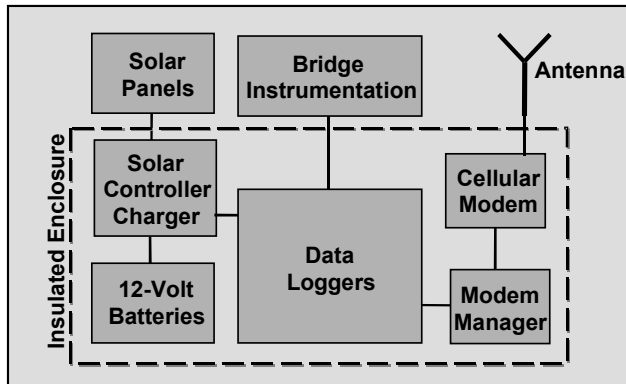 Solar
Panels
Bridge
Instrumentation
Antenna
Insulated Enclosure
Solar
Controller
Charger
Cellular
Modem
Data
Loggers
12-Volt
Batteries
Modem
Manager